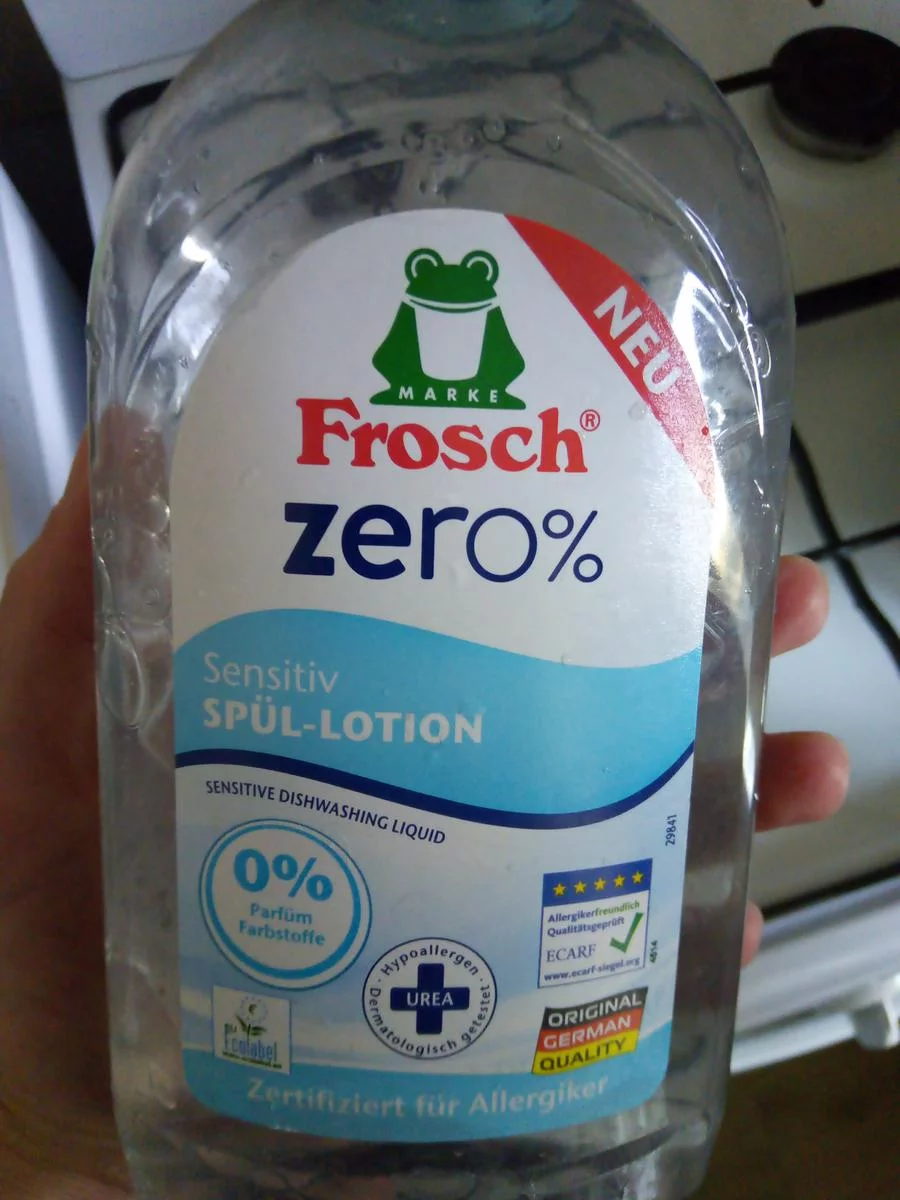 NEU
MARKE
Frosch®
zero%
Sensitiv
SPÜL-LOTION
SENSITIVE DISHWASHING LIQUID
29841
0%
Parfüm
Farbstoffe
Allergikerfreundlich
Qualitätsgeprüft
ECARF
www.ecarf-siegel.org
4614
· Hypoallergen ·
UREA
Dermatologisch getestet
Ecolabel
ORIGINAL
GERMAN
QUALITY
Zertifiziert für Allergiker